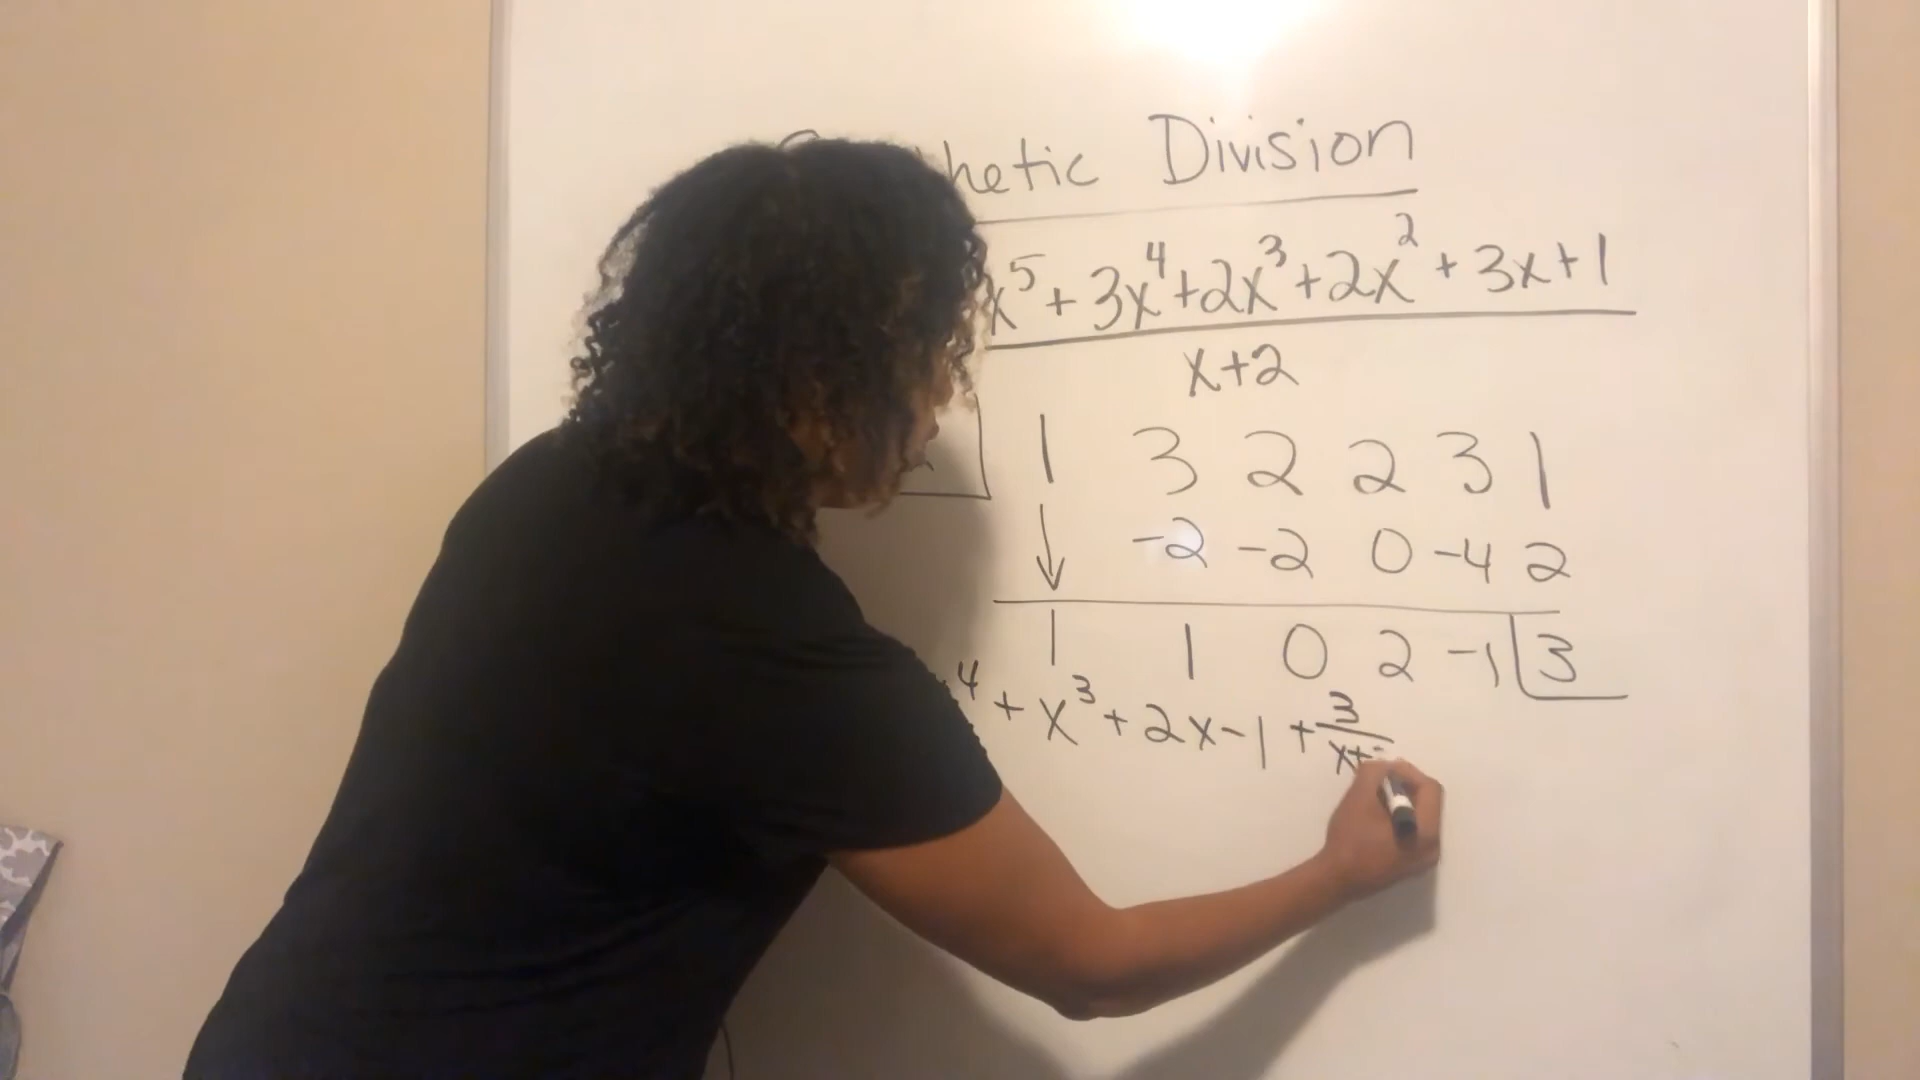 Division
x⁵ + 3x⁴ + 2x³ + 2x² + 3x + 1
x+2
1 3 2 2 3 1
-2 -2 0 -4 2
1 1 0 2 -1 3
⁴ + x³ + 2x - 1 + 3
x+